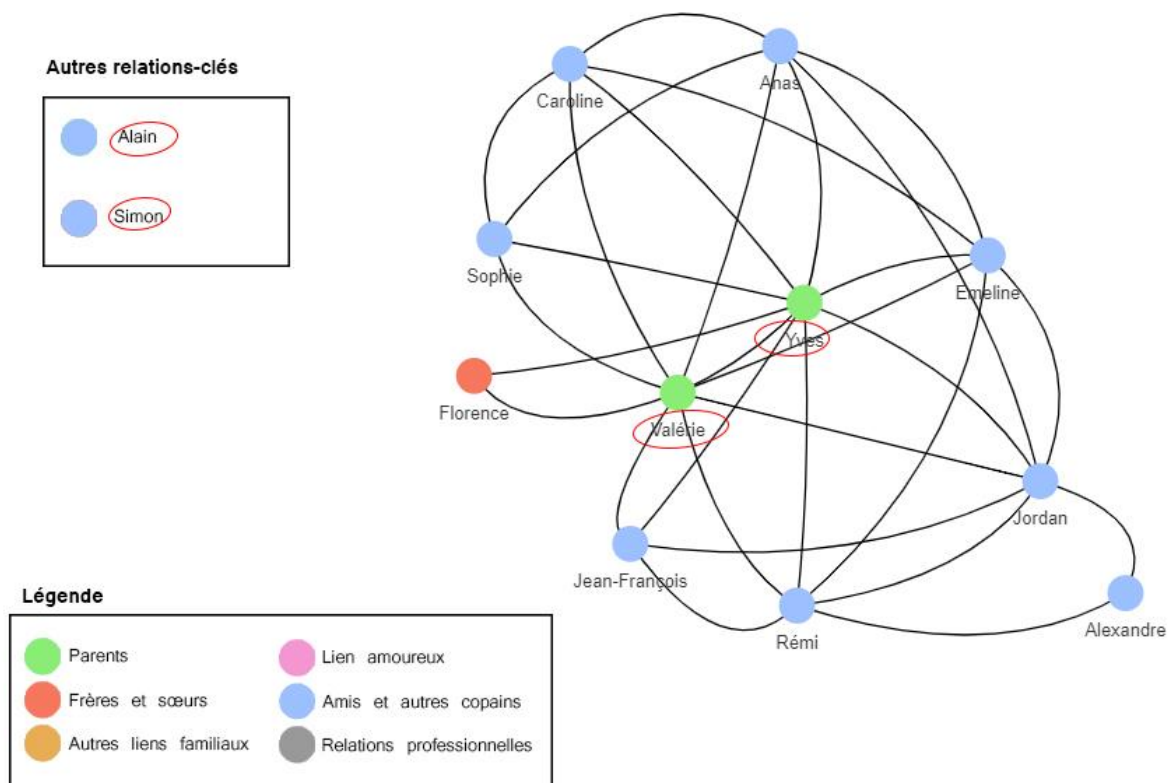 Autres relations-clés
Alain
Simon
Caroline
Anas
Sophie
Emeline
Yves
Florence
Valérie
Jordan
Jean-François
Rémi
Alexandre
Légende
Parents
Lien amoureux
Frères et sœurs
Amis et autres copains
Autres liens familiaux
Relations professionnelles